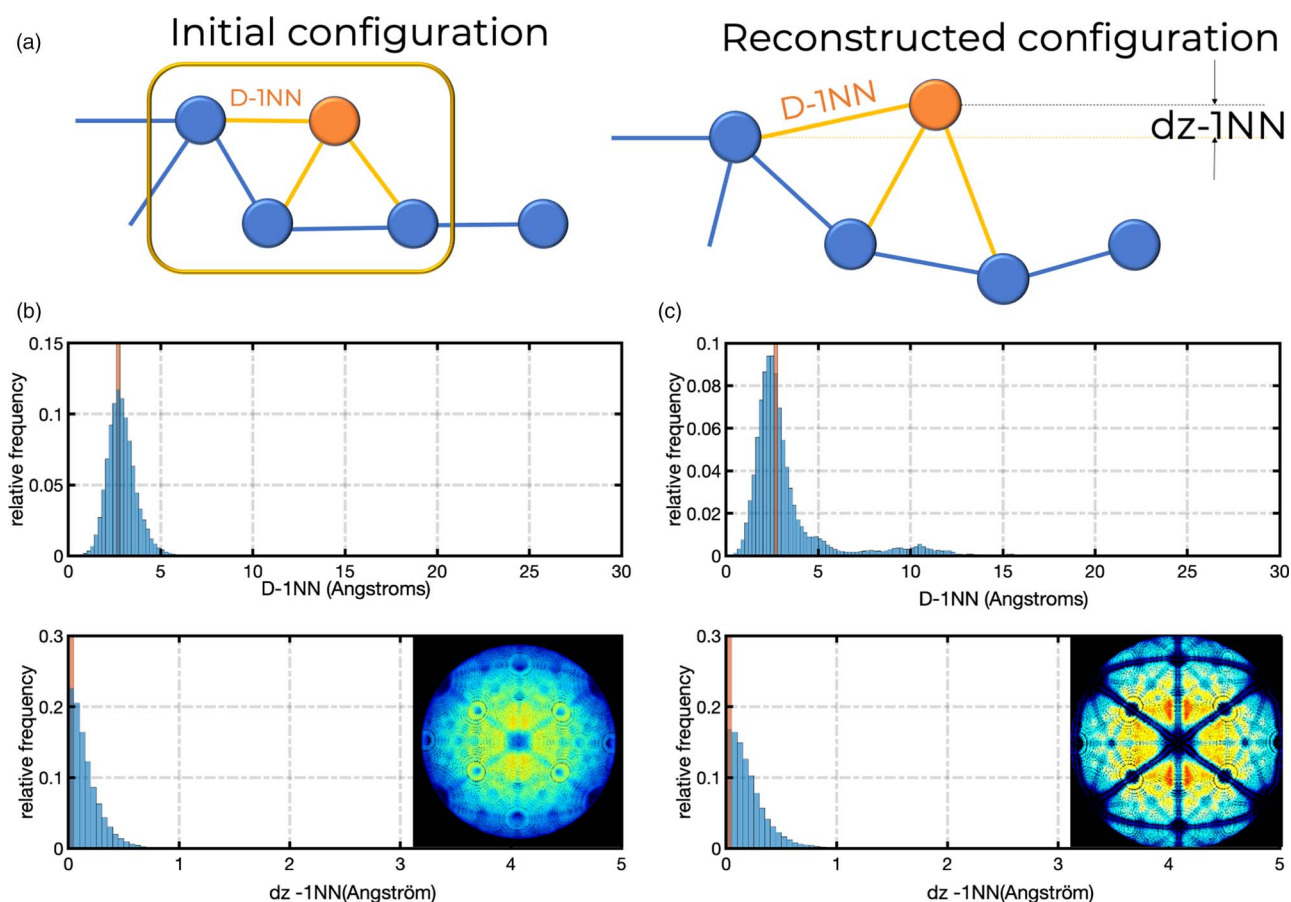 (a)
Initial configuration
Reconstructed configuration
D-1NN
D-1NN
dz-1NN
(b)
(c)
relative frequency
0.15
0.1
0.05
0
0 5 10 15 20 25 30
D-1NN (Angstroms)
relative frequency
0.1
0.08
0.06
0.04
0.02
0
0 5 10 15 20 25 30
D-1NN (Angstroms)
relative frequency
0.3
0.2
0.1
0
0 1 2 3 4 5
dz -1NN(Angström)
relative frequency
0.3
0.2
0.1
0
0 1 2 3 4 5
dz -1NN(Angström)